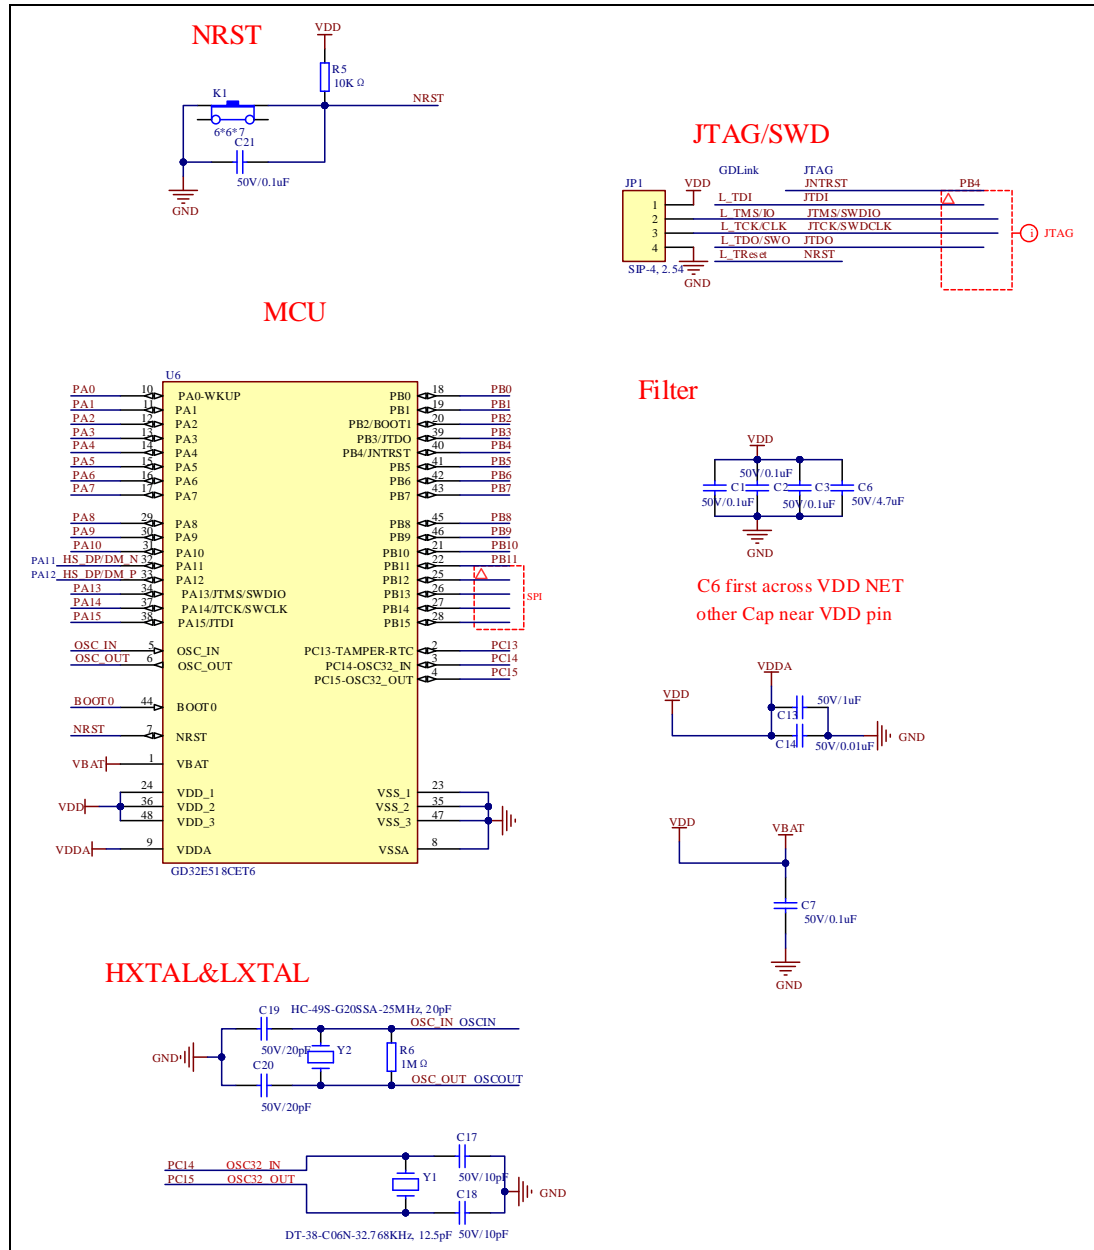 NRST
VDD
R5
10K Ω
K1
NRST
6*6*7
C21
50V/0.1uF
GND
JTAG/SWD
GDLink JTAG
JP1 VDD JNTRST PB4
1 L_TDI JTDI
2 L_TMS/IO JTMS/SWDIO
3 L_TCK/CLK JTCK/SWDCLK
i JTAG
4 L_TDO/SWO JTDO
L_TReset NRST
SIP-4, 2.54
GND
MCU
U6
PA0 10 PA0-WKUP PB0 18 PB0
PA1 11 PA1 PB1 19 PB1
PA2 12 PA2 PB2/BOOT1 20 PB2
PA3 13 PA3 PB3/JTDO 39 PB3
PA4 14 PA4 PB4/JNTRST 40 PB4
PA5 15 PA5 PB5 41 PB5
PA6 16 PA6 PB6 42 PB6
PA7 17 PA7 PB7 43 PB7
PA8 29 PA8 PB8 45 PB8
PA9 30 PA9 PB9 46 PB9
PA10 31 PA10 PB10 21 PB10
PA11 HS_DP/DM_N 32 PA11 PB11 22 PB11
PA12 HS_DP/DM_P 33 PA12 PB12 25
PA13 34 PA13/JTMS/SWDIO PB13 26
SPI
PA14 37 PA14/JTCK/SWCLK PB14 27
PA15 38 PA15/JTDI PB15 28
OSC_IN 5 OSC_IN PC13-TAMPER-RTC 2 PC13
OSC_OUT 6 OSC_OUT PC14-OSC32_IN 3 PC14
PC15-OSC32_OUT 4 PC15
BOOT0 44 BOOT0
NRST 7 NRST
VBAT 1 VBAT
24 VDD_1 VSS_1 23
VDD 36 VDD_2 VSS_2 35
48 VDD_3 VSS_3 47
VDDA 9 VDDA VSSA 8
GD32E518CET6
Filter
VDD
50V/0.1uF 50V/4.7uF
C1 C2 C3 C6
50V/0.1uF 50V/0.1uF
GND
C6 first across VDD NET
other Cap near VDD pin
VDDA
VDD
50V/1uF
C13
C14 50V/0.01uF
GND
VDD VBAT
C7
50V/0.1uF
GND
HXTAL&LXTAL
C19 HC-49S-G20SSA-25MHz, 20pF
OSC_IN OSCIN
50V/20pF Y2 R6
GND 1M Ω
C20 OSC_OUT OSCOUT
50V/20pF
C17
PC14 OSC32_IN
PC15 OSC32_OUT Y1 50V/10pF
C18 GND
DT-38-C06N-32.768KHz, 12.5pF 50V/10pF